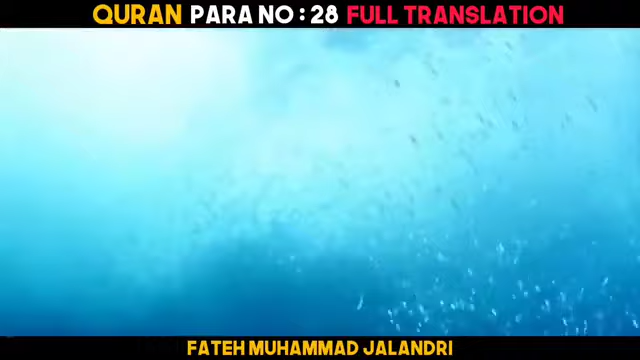 QURAN PARA NO : 28 FULL TRANSLATION
FATEH MUHAMMAD JALANDRI